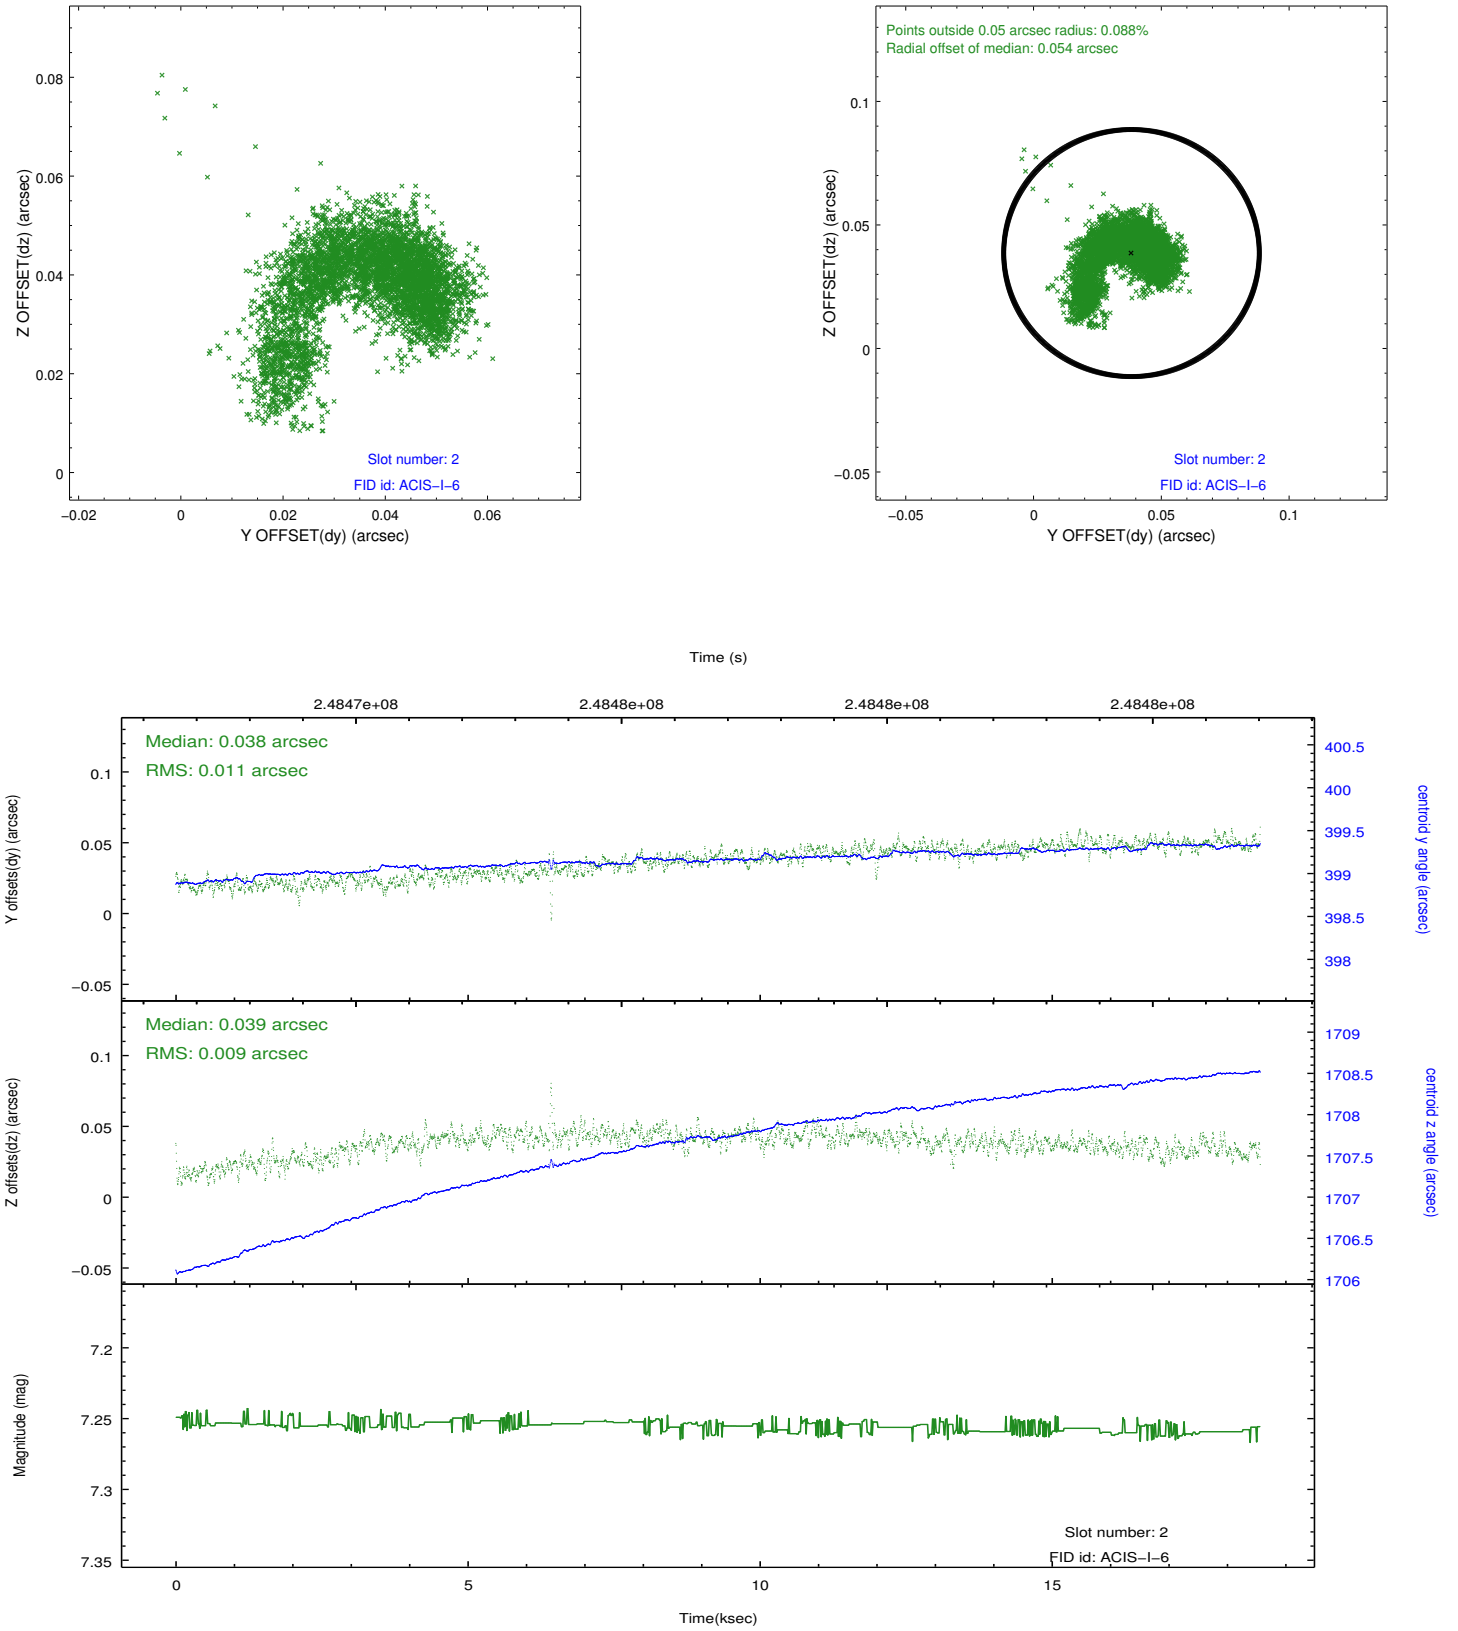 0.08
0.06
0.04
0.02
0
−0.02
0
0.02
0.04
0.06
Z OFFSET(dz) (arcsec)
Y OFFSET(dy) (arcsec)
Slot number: 2
FID id: ACIS−I−6
Points outside 0.05 arcsec radius: 0.088%
Radial offset of median: 0.054 arcsec
0.1
0.05
0
−0.05
−0.05
0
0.05
0.1
Z OFFSET(dz) (arcsec)
Y OFFSET(dy) (arcsec)
Slot number: 2
FID id: ACIS−I−6
Time (s)
2.4847e+08
2.4848e+08
2.4848e+08
2.4848e+08
Median: 0.038 arcsec
RMS: 0.011 arcsec
0.1
0.05
0
−0.05
Y offsets(dy) (arcsec)
400.5
400
399.5
399
398.5
398
centroid y angle (arcsec)
Median: 0.039 arcsec
RMS: 0.009 arcsec
0.1
0.05
0
−0.05
Z offsets(dz) (arcsec)
1709
1708.5
1708
1707.5
1707
1706.5
1706
centroid z angle (arcsec)
7.2
7.25
7.3
7.35
Magnitude (mag)
Slot number: 2
FID id: ACIS−I−6
0
5
10
15
Time(ksec)